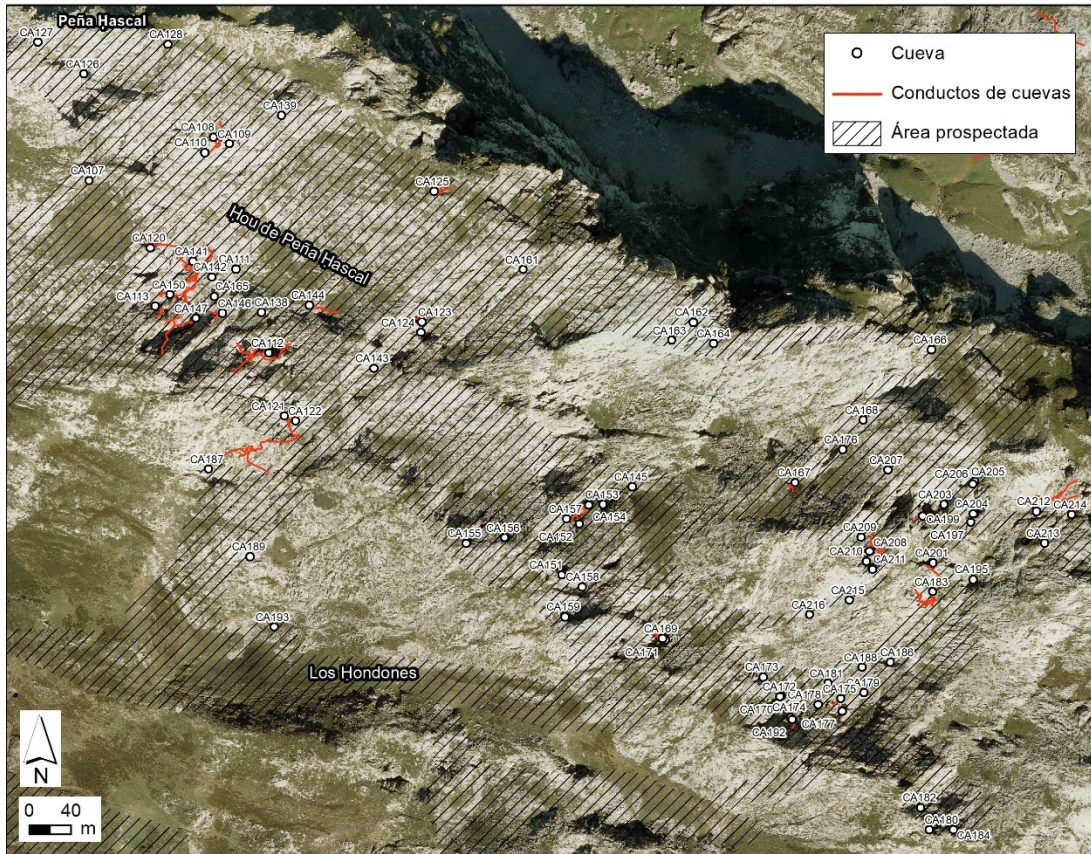 Peña Hascal
CA127
CA128
CA126
CA139
CA108
CA109
CA110
CA107
CA125
Hou de Peña Hascal
CA120
CA141
CA142
CA111
CA161
CA150
CA165
CA113
CA147
CA146
CA138
CA144
CA124
CA123
CA112
CA143
CA162
CA163
CA164
CA166
CA121
CA122
CA187
CA168
CA176
CA207
CA145
CA167
CA206
CA205
CA153
CA157
CA154
CA152
CA203
CA204
CA199
CA197
CA212
CA214
CA213
CA155
CA156
CA209
CA208
CA210
CA211
CA201
CA195
CA183
CA189
CA151
CA158
CA159
CA215
CA216
CA193
CA169
CA171
Los Hondones
CA188
CA186
CA173
CA181
CA172
CA178
CA175
CA179
CA170
CA174
CA177
CA192
CA182
CA180
CA184
Cueva
Conductos de cuevas
Área prospectada
N
0 40
m